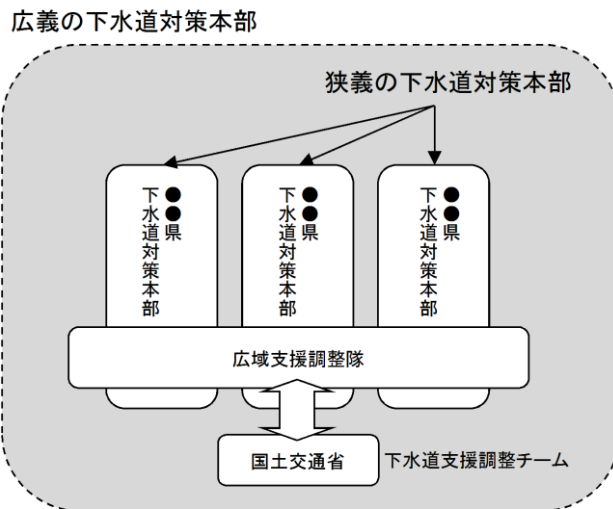 広義の下水道対策本部
狭義の下水道対策本部
●●県
下水道対策本部
●●県
下水道対策本部
●●県
下水道対策本部
広域支援調整隊
国土交通省
下水道支援調整チーム